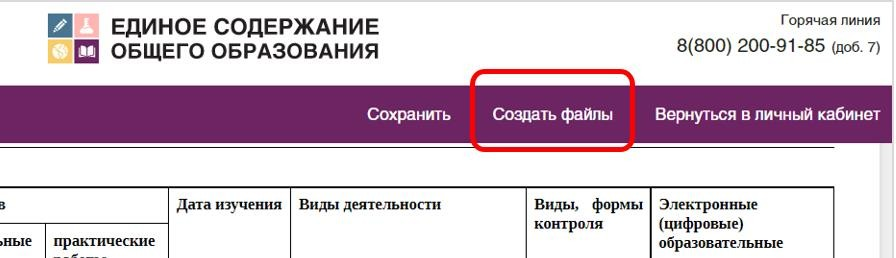 ЕДИНОЕ СОДЕРЖАНИЕ
ОБЩЕГО ОБРАЗОВАНИЯ
Горячая линия
8(800) 200-91-85 (доб. 7)
Сохранить Создать файлы Вернуться в личный кабинет
в Дата изучения Виды деятельности Виды, формы контроля Электронные (цифровые) образовательные
ьные практические